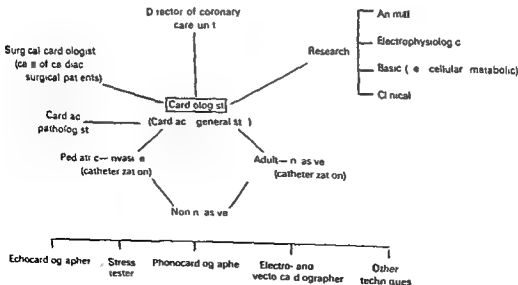 Director of coronary
care unit
Surgical cardiologist
(care of cardiac
surgical patients)
Research
Animal
Electrophysiologic
Basic (ie cellular metabolic)
Clinical
Cardiologist
(Cardiac generalist)
Cardiac
pathologist
Pediatric—invasive
(catheterization)
Adult—invasive
(catheterization)
Noninvasive
Echocardiographer
Stress
tester
Phonocardiographer
Electro- and
vectocardiographer
Other
techniques